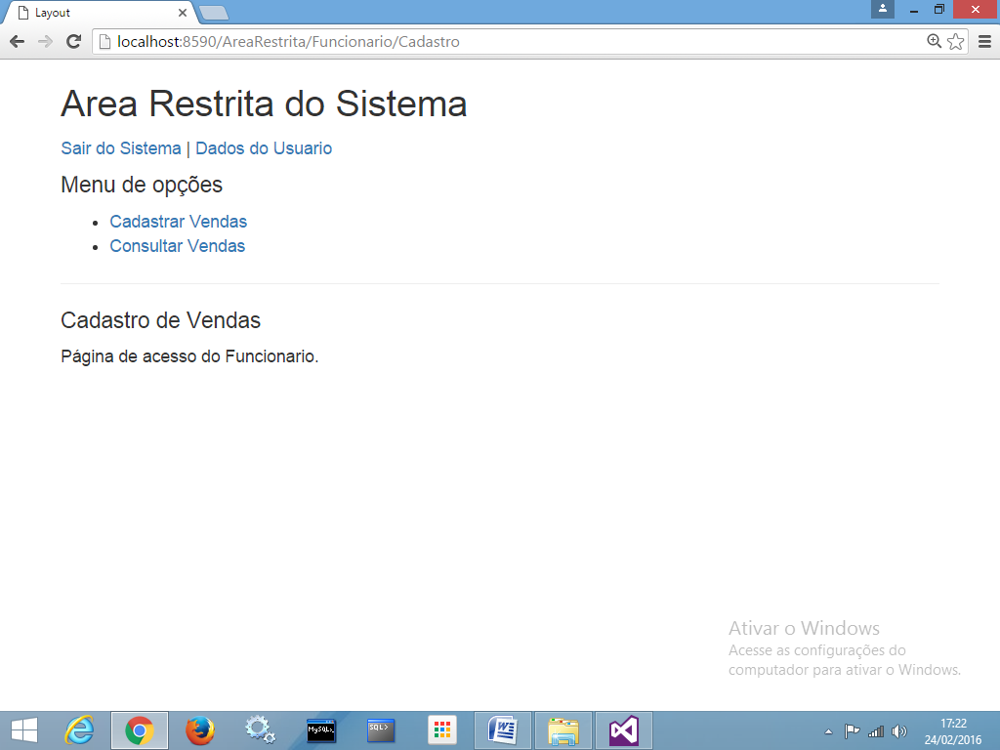 Layout
localhost:8590/AreaRestrita/Funcionario/Cadastro
Area Restrita do Sistema
Sair do Sistema | Dados do Usuario
Menu de opções
Cadastrar Vendas
Consultar Vendas
Cadastro de Vendas
Página de acesso do Funcionario.
Ativar o Windows
Acesse as configurações do
computador para ativar o Windows.
MySQL>
SQL>
17:22
24/02/2016